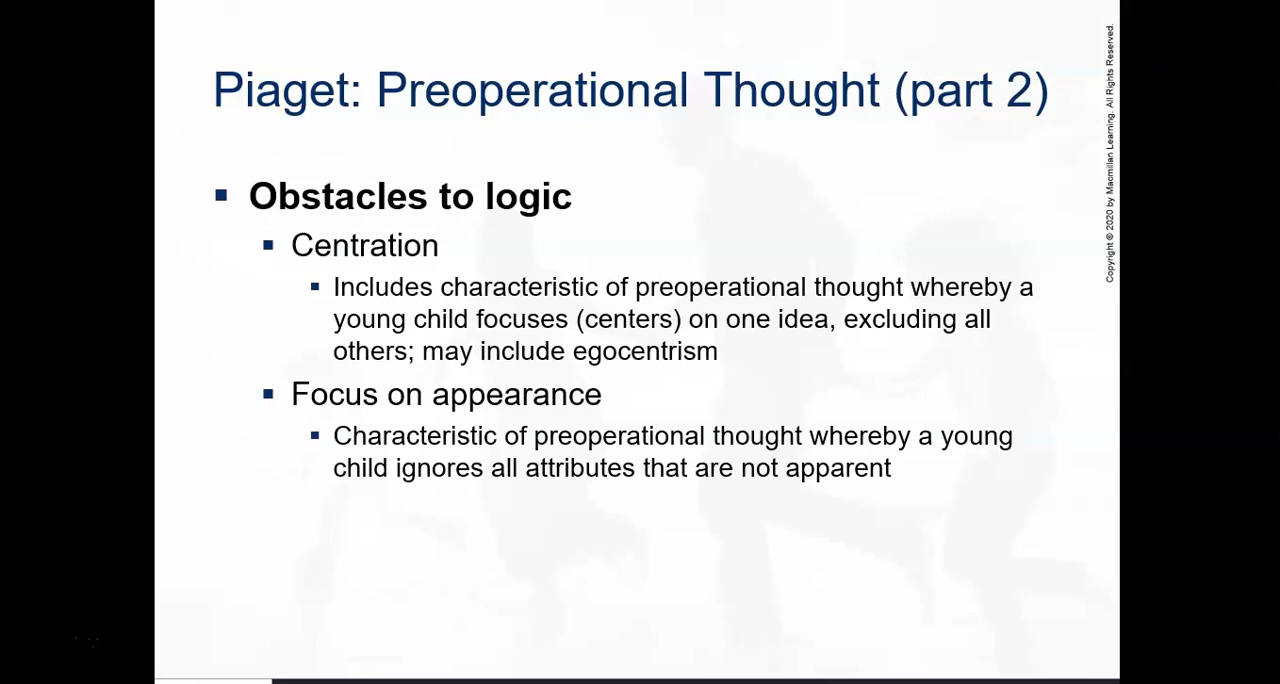 Piaget: Preoperational Thought (part 2)
▪ Obstacles to logic
▪ Centration
▪ Includes characteristic of preoperational thought whereby a
young child focuses (centers) on one idea, excluding all
others; may include egocentrism
▪ Focus on appearance
▪ Characteristic of preoperational thought whereby a young
child ignores all attributes that are not apparent
Copyright © 2020 by Macmilan Learning. All Rights Reserved.